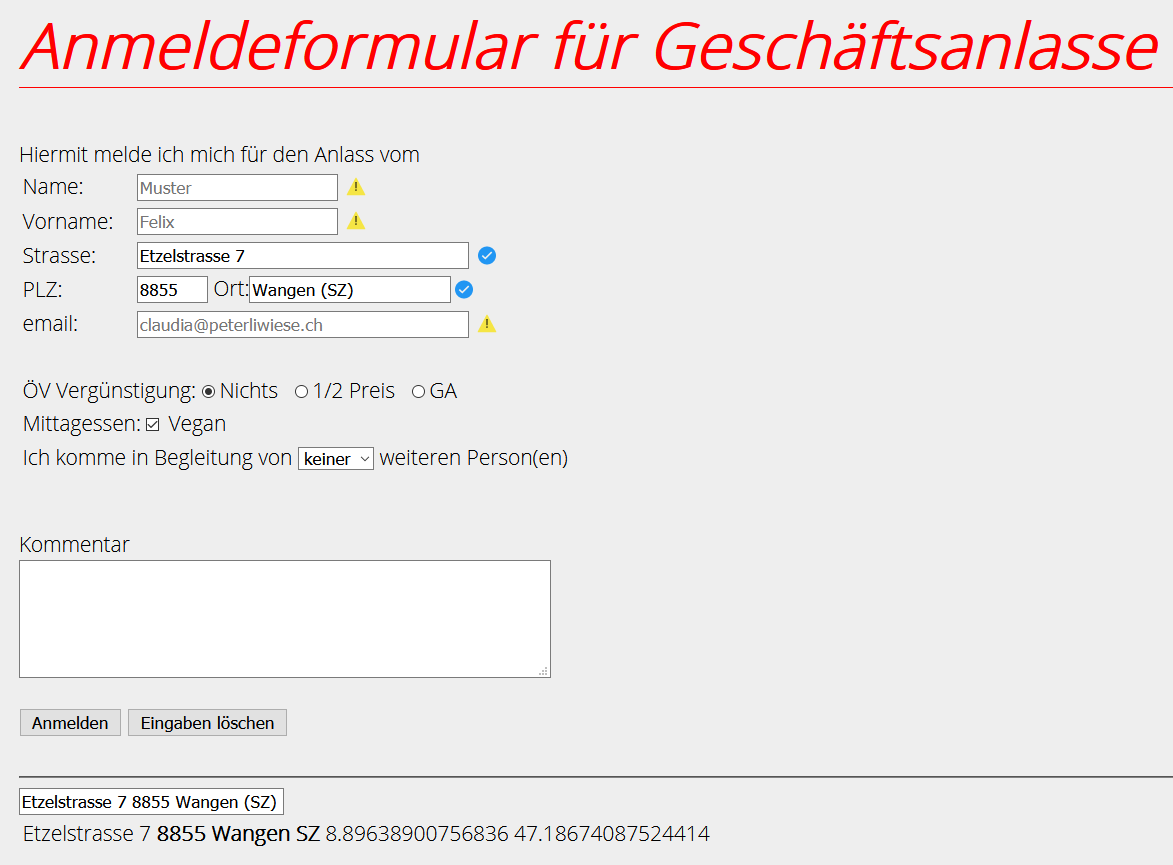 Anmeldeformular für Geschäftsanlasse
Hiermit melde ich mich für den Anlass vom
Name: Muster
Vorname: Felix
Strasse: Etzelstrasse 7
PLZ: 8855 Ort: Wangen (SZ)
email: claudia@peterliwiese.ch
ÖV Vergünstigung: Nichts 1/2 Preis GA
Mittagessen: Vegan
Ich komme in Begleitung von keiner weiteren Person(en)
Kommentar
Anmelden Eingaben löschen
Etzelstrasse 7 8855 Wangen (SZ)
Etzelstrasse 7 8855 Wangen SZ 8.89638900756836 47.18674087524414